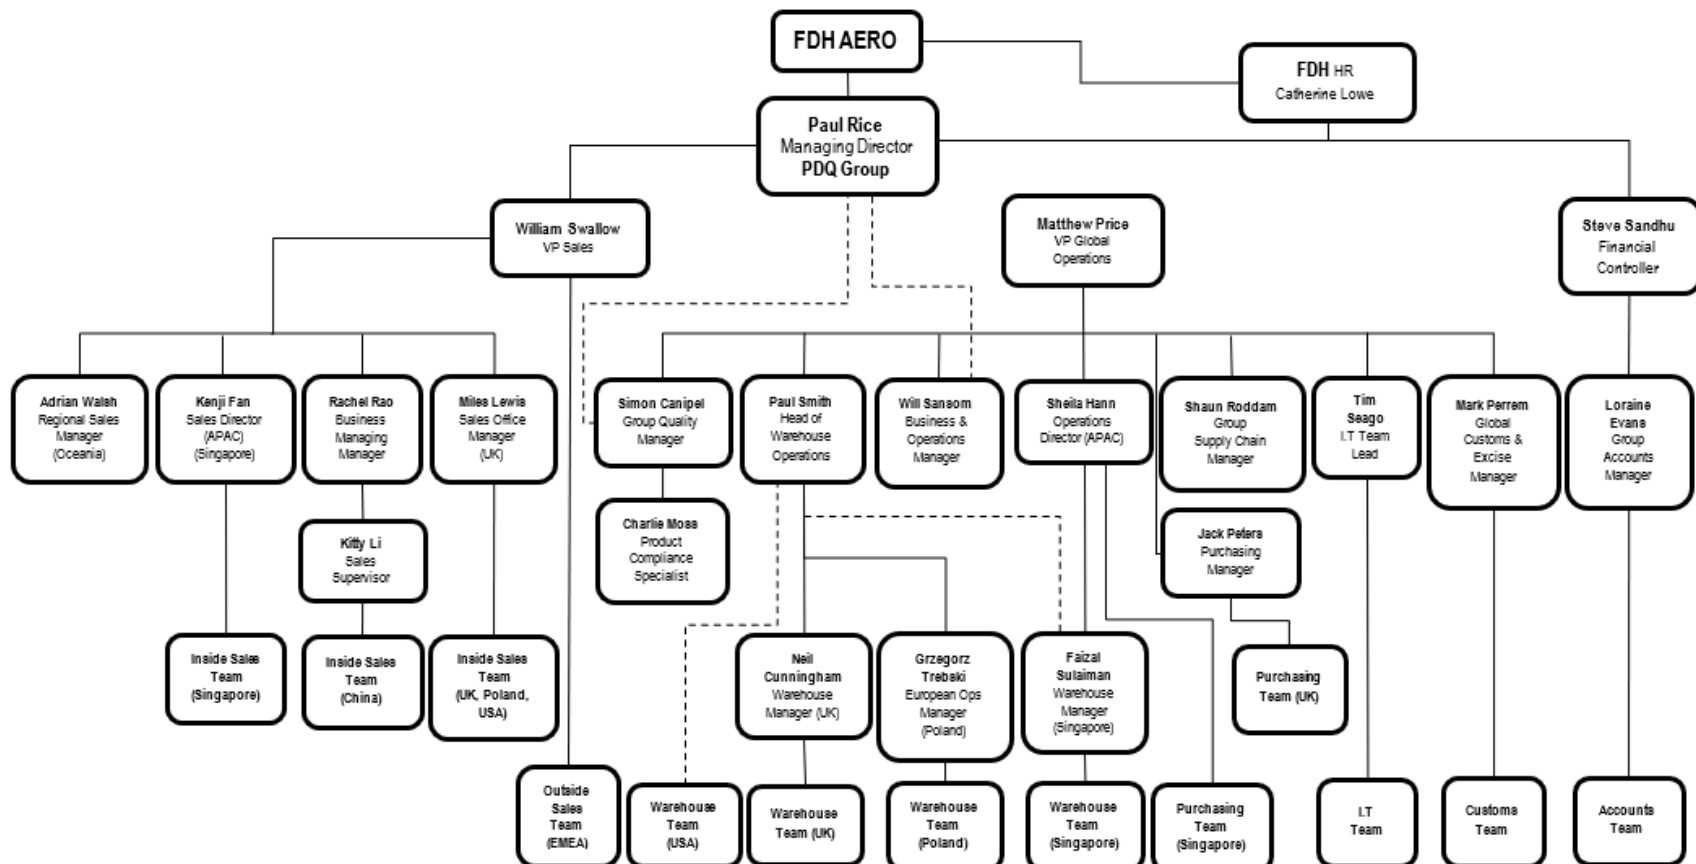 FDH AERO
FDH HR
Catherine Lowe
Paul Rice
Managing Director
PDQ Group
William Swallow
VP Sales
Matthew Price
VP Global
Operations
Steve Sandhu
Financial
Controller
Adrian Walsh
Regional Sales
Manager
(Oceania)
Kenji Fan
Sales Director
(APAC)
(Singapore)
Rachel Rao
Business
Managing
Manager
Miles Lewis
Sales Office
Manager
(UK)
Simon Canipel
Group Quality
Manager
Paul Smith
Head of
Warehouse
Operations
Will Sansom
Business &
Operations
Manager
Sheila Hann
Operations
Director (APAC)
Shaun Roddam
Group
Supply Chain
Manager
Tim
Seago
I.T Team
Lead
Mark Perrem
Global
Customs &
Excise
Manager
Loraine
Evans
Group
Accounts
Manager
Kitty Li
Sales
Supervisor
Charlie Moss
Product
Compliance
Specialist
Jack Peters
Purchasing
Manager
Inside Sales
Team
(Singapore)
Inside Sales
Team
(China)
Inside Sales
Team
(UK, Poland,
USA)
Neil
Cunningham
Warehouse
Manager (UK)
Grzegorz
Trebski
European Ops
Manager
(Poland)
Faizal
Sulaiman
Warehouse
Manager
(Singapore)
Purchasing
Team (UK)
Outside
Sales
Team
(EMEA)
Warehouse
Team
(USA)
Warehouse
Team (UK)
Warehouse
Team
(Poland)
Warehouse
Team
(Singapore)
Purchasing
Team
(Singapore)
I.T
Team
Customs
Team
Accounts
Team